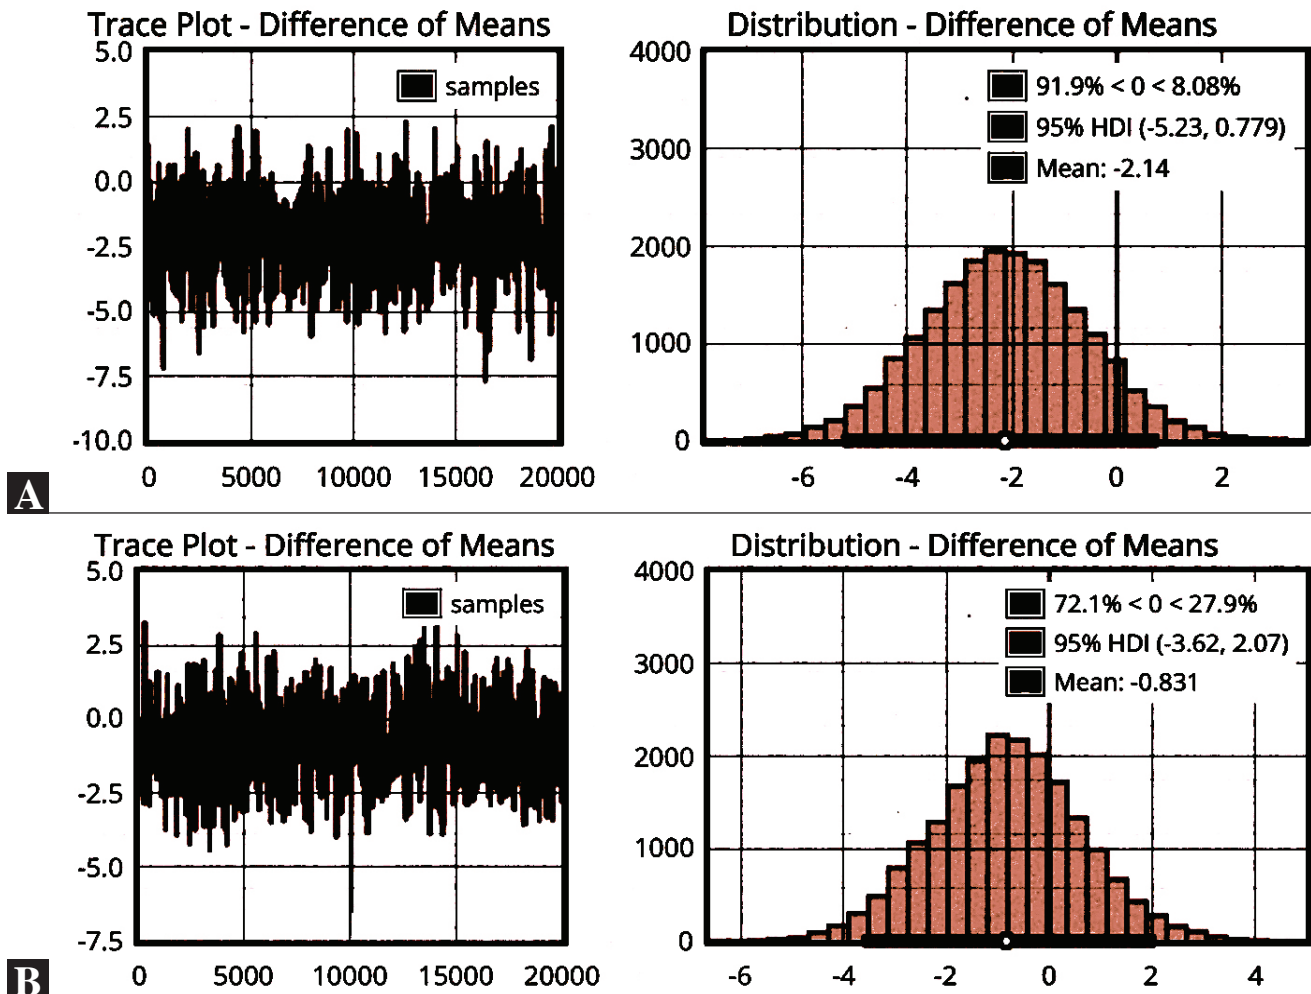 Trace Plot - Difference of Means
5.0
2.5
0.0
-2.5
-5.0
-7.5
-10.0
samples
0 5000 10000 15000 20000
Distribution - Difference of Means
4000
3000
2000
1000
0
91.9% < 0 < 8.08%
95% HDI (-5.23, 0.779)
Mean: -2.14
-6 -4 -2 0 2
A
Trace Plot - Difference of Means
5.0
2.5
0.0
-2.5
-5.0
-7.5
samples
0 5000 10000 15000 20000
Distribution - Difference of Means
4000
3000
2000
1000
0
72.1% < 0 < 27.9%
95% HDI (-3.62, 2.07)
Mean: -0.831
-6 -4 -2 0 2 4
B